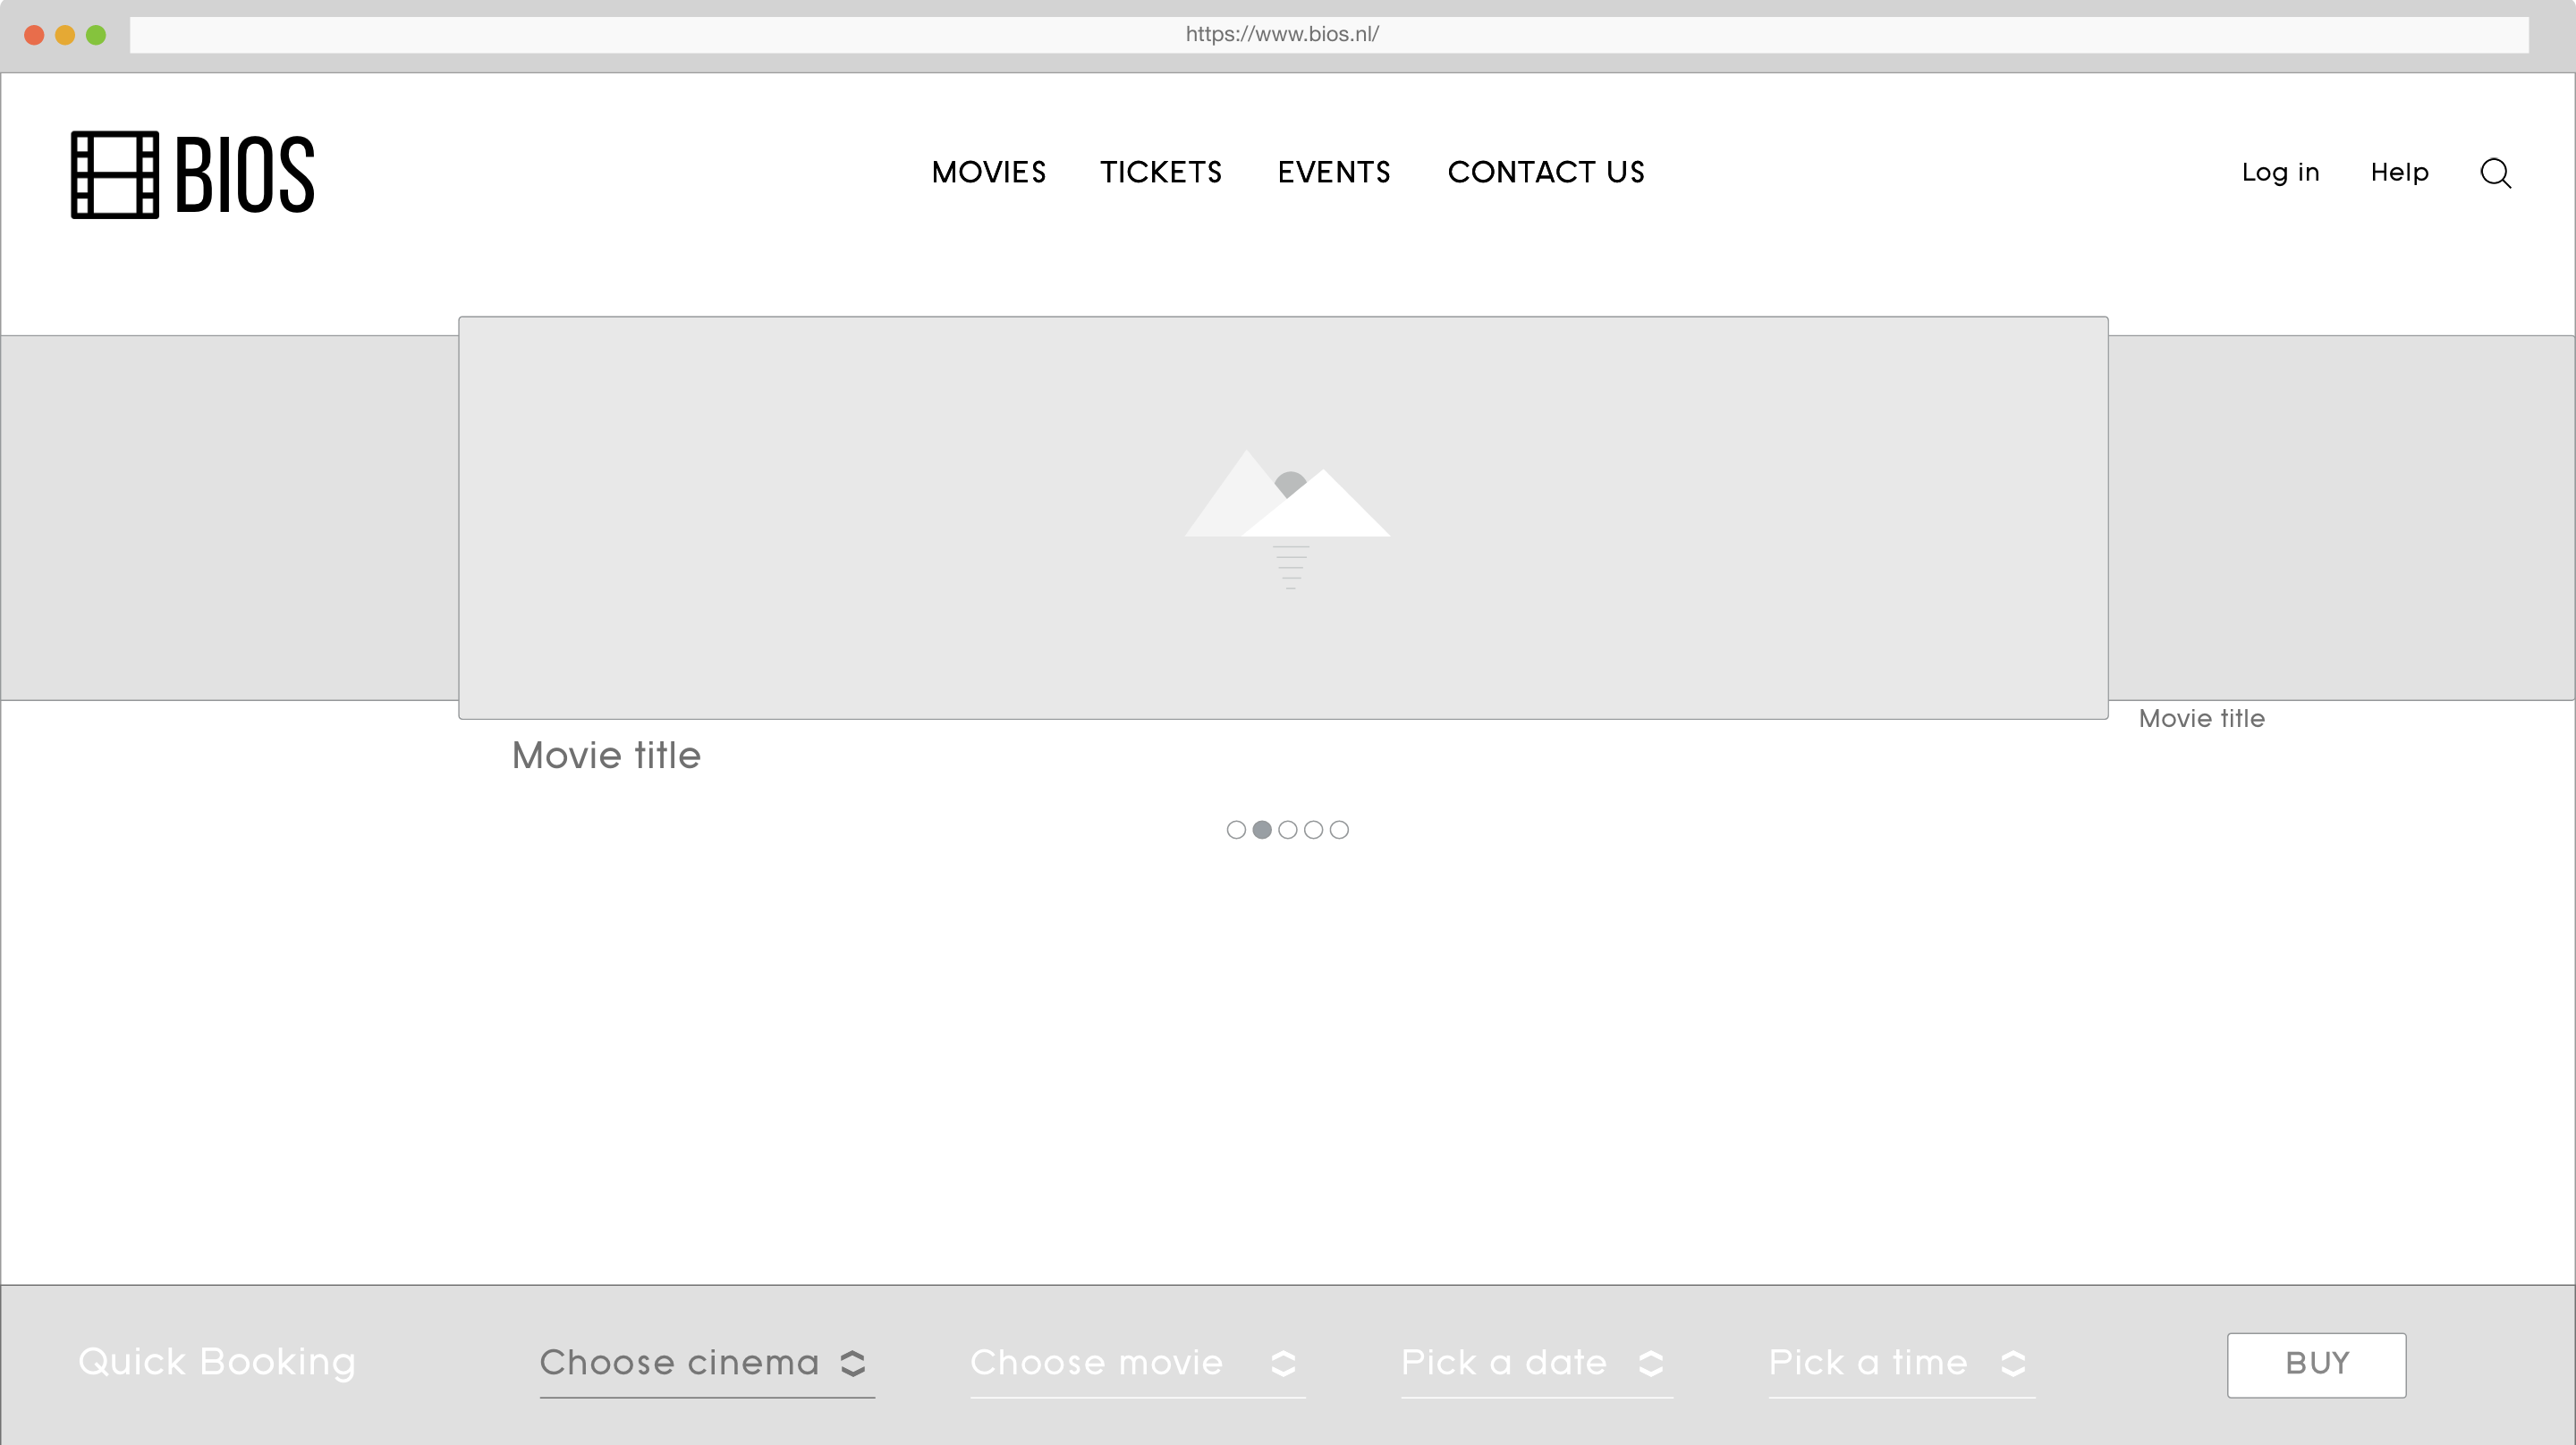 https://www.bios.nl/
BIOS
MOVIES TICKETS EVENTS CONTACT US
Log in Help
Movie title
Movie title
Quick Booking Choose cinema Choose movie Pick a date Pick a time BUY